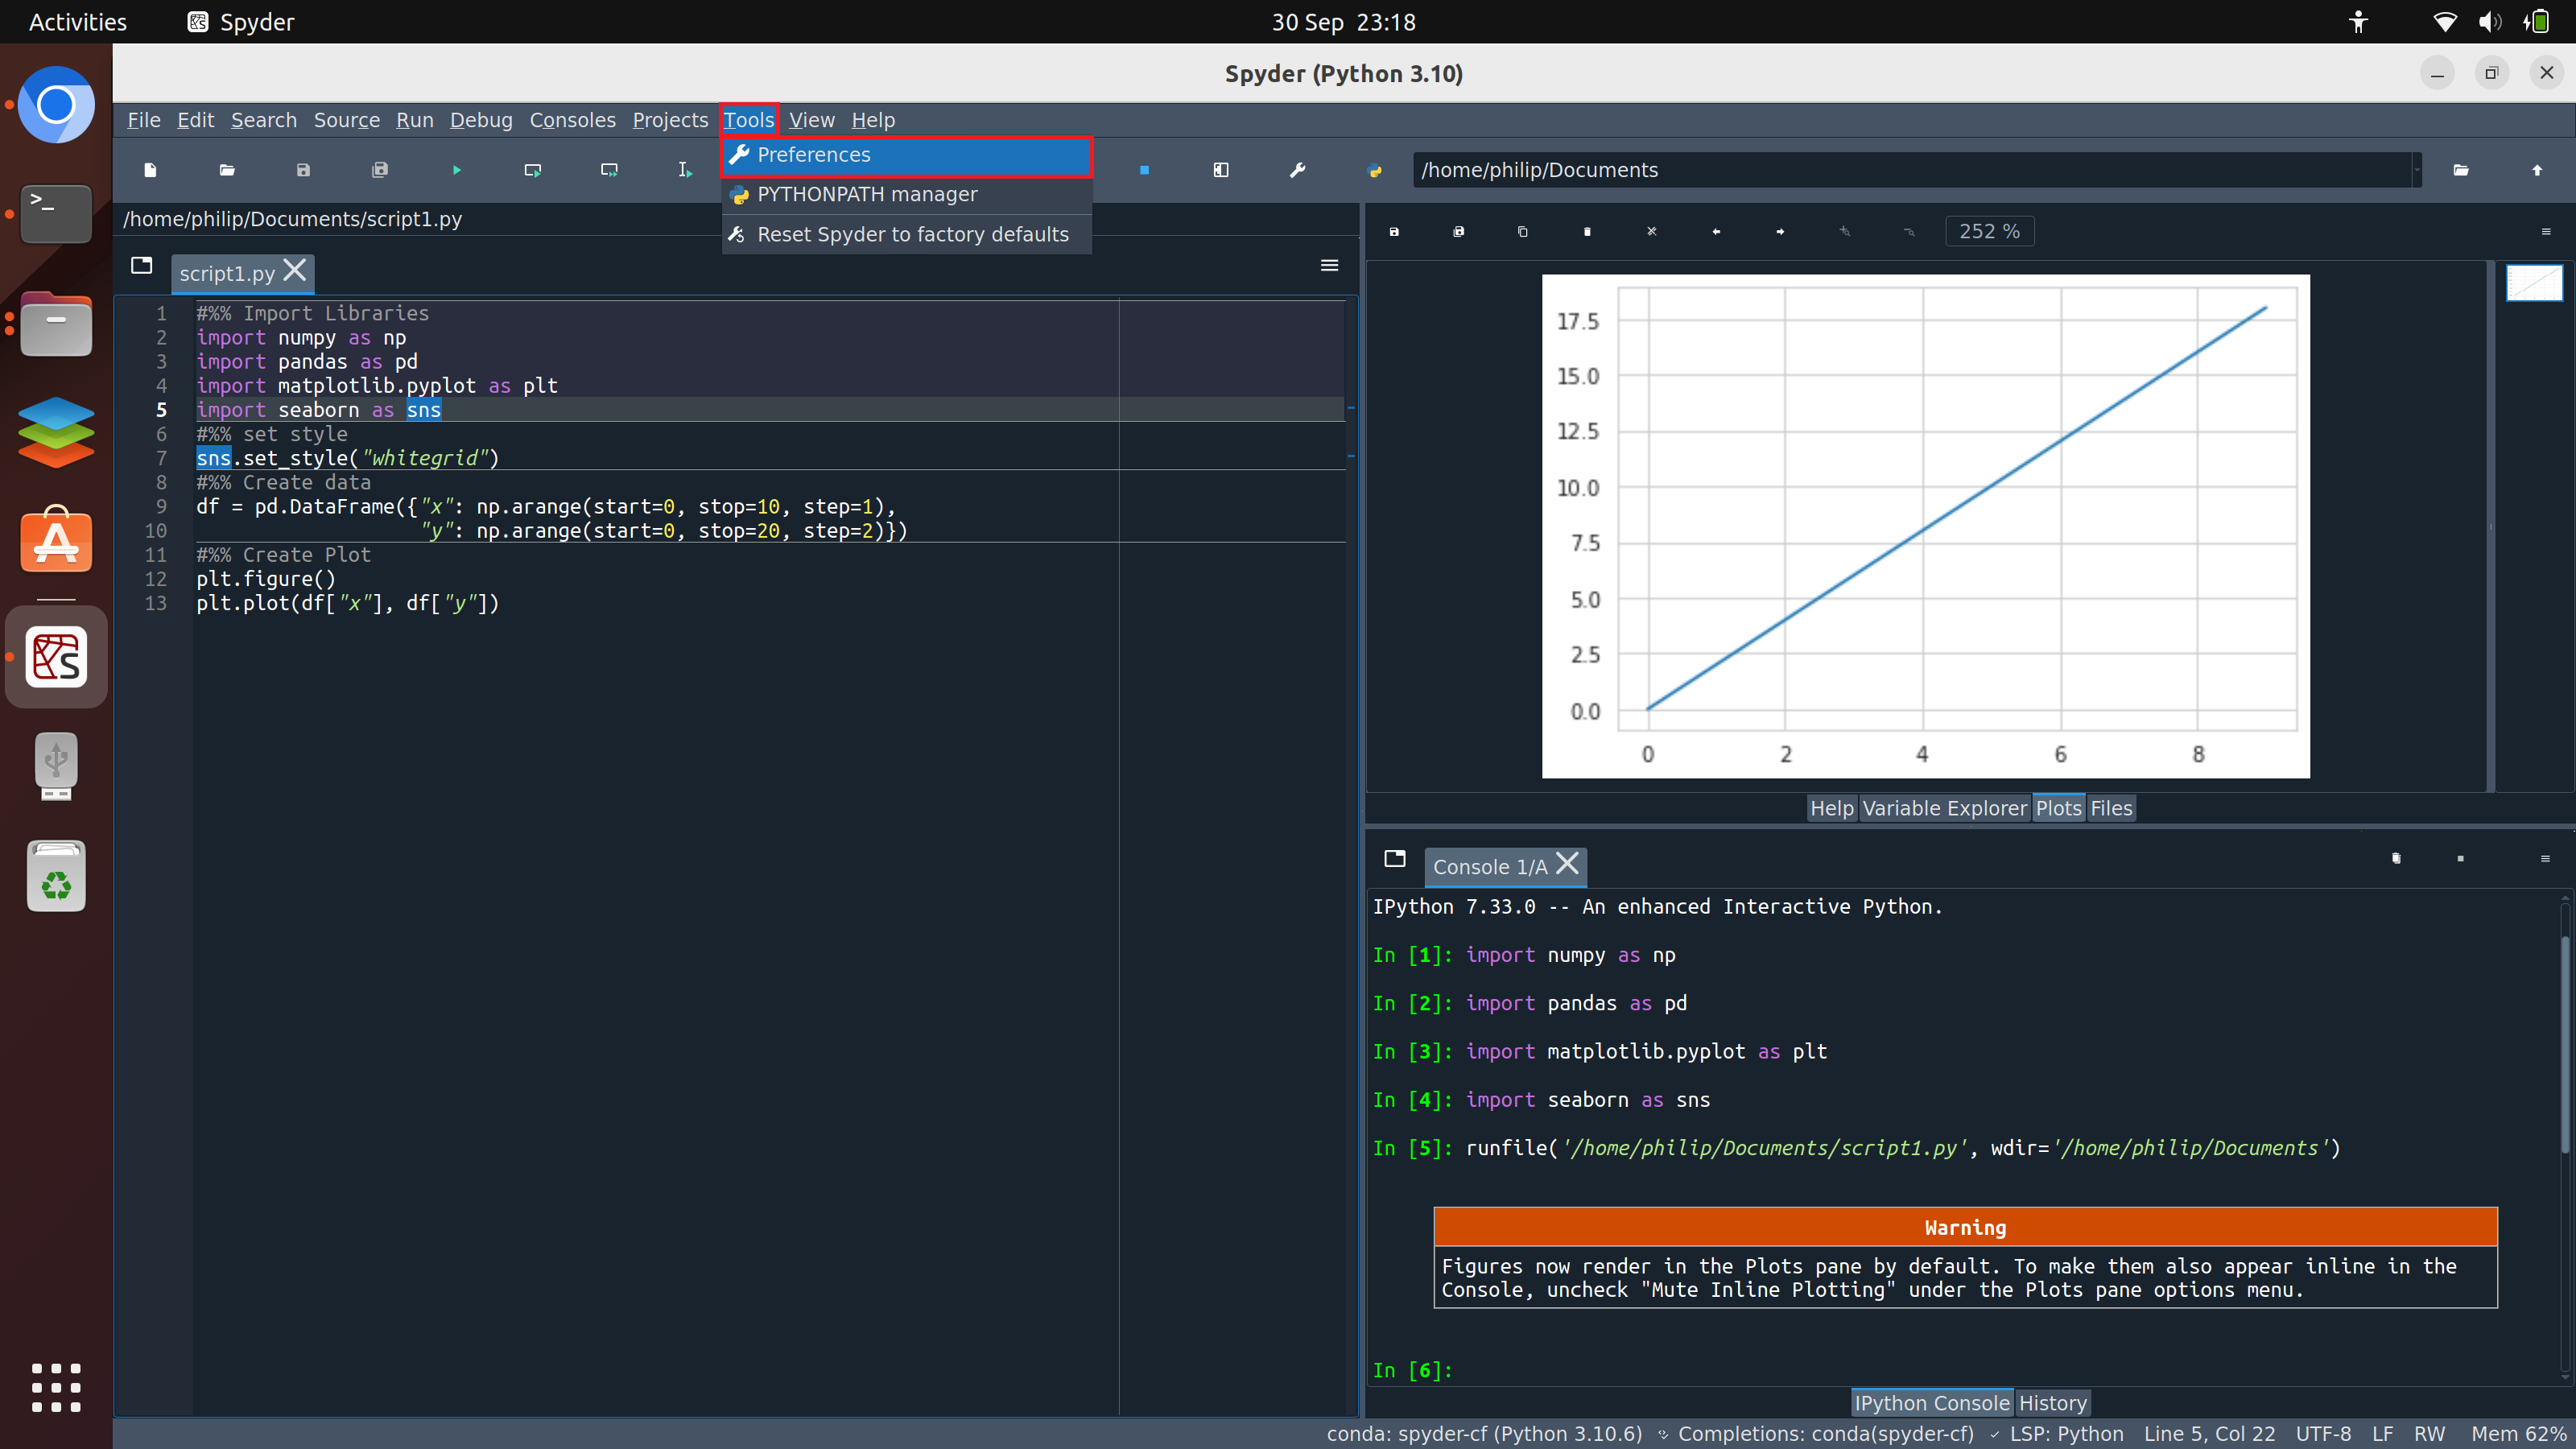 Activities Spyder 30 Sep 23:18
Spyder (Python 3.10)
File Edit Search Source Run Debug Consoles Projects Tools View Help
Preferences
PYTHONPATH manager
Reset Spyder to factory defaults
/home/philip/Documents
/home/philip/Documents/script1.py
script1.py
1 #%% Import Libraries
2 import numpy as np
3 import pandas as pd
4 import matplotlib.pyplot as plt
5 import seaborn as sns
6 #%% set style
7 sns.set_style("whitegrid")
8 #%% Create data
9 df = pd.DataFrame({"x": np.arange(start=0, stop=10, step=1),
10 "y": np.arange(start=0, stop=20, step=2)})
11 #%% Create Plot
12 plt.figure()
13 plt.plot(df["x"], df["y"])
252 %
17.5
15.0
12.5
10.0
7.5
5.0
2.5
0.0
0 2 4 6 8
Help Variable Explorer Plots Files
Console 1/A
IPython 7.33.0 -- An enhanced Interactive Python.
In [1]: import numpy as np
In [2]: import pandas as pd
In [3]: import matplotlib.pyplot as plt
In [4]: import seaborn as sns
In [5]: runfile('/home/philip/Documents/script1.py', wdir='/home/philip/Documents')
Warning
Figures now render in the Plots pane by default. To make them also appear inline in the
Console, uncheck "Mute Inline Plotting" under the Plots pane options menu.
In [6]:
IPython Console History
conda: spyder-cf (Python 3.10.6) Completions: conda(spyder-cf) LSP: Python Line 5, Col 22 UTF-8 LF RW Mem 62%